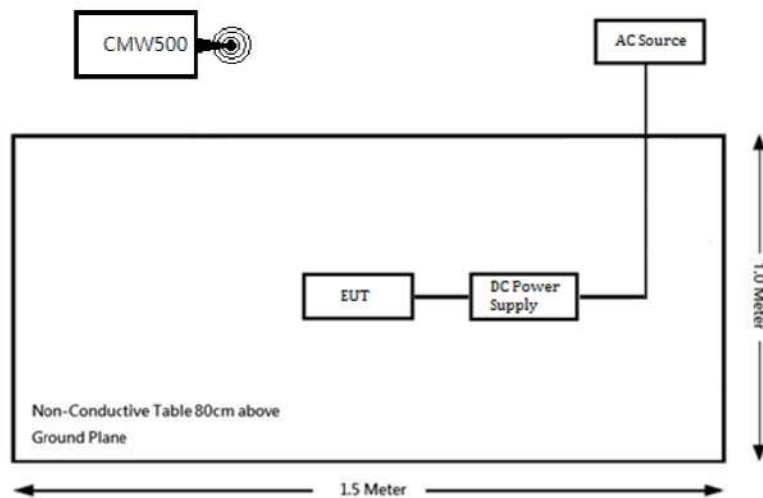 CMW500
AC Source
EUT
DC Power
Supply
1.0 Meter
Non-Conductive Table 80cm above
Ground Plane
1.5 Meter